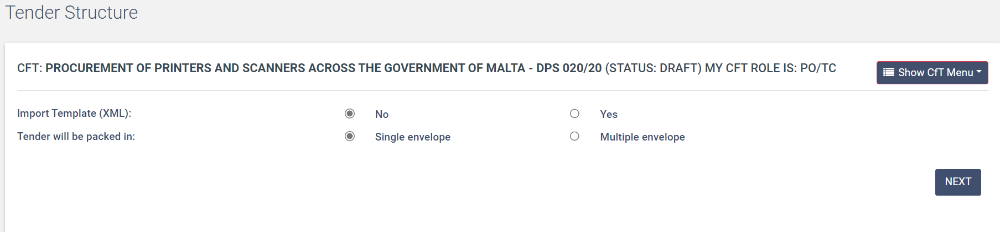 Tender Structure
CFT: PROCUREMENT OF PRINTERS AND SCANNERS ACROSS THE GOVERNMENT OF MALTA - DPS 020/20 (STATUS: DRAFT) MY CFT ROLE IS: PO/TC
Show CfT Menu
Import Template (XML): No Yes
Tender will be packed in: Single envelope Multiple envelope
NEXT